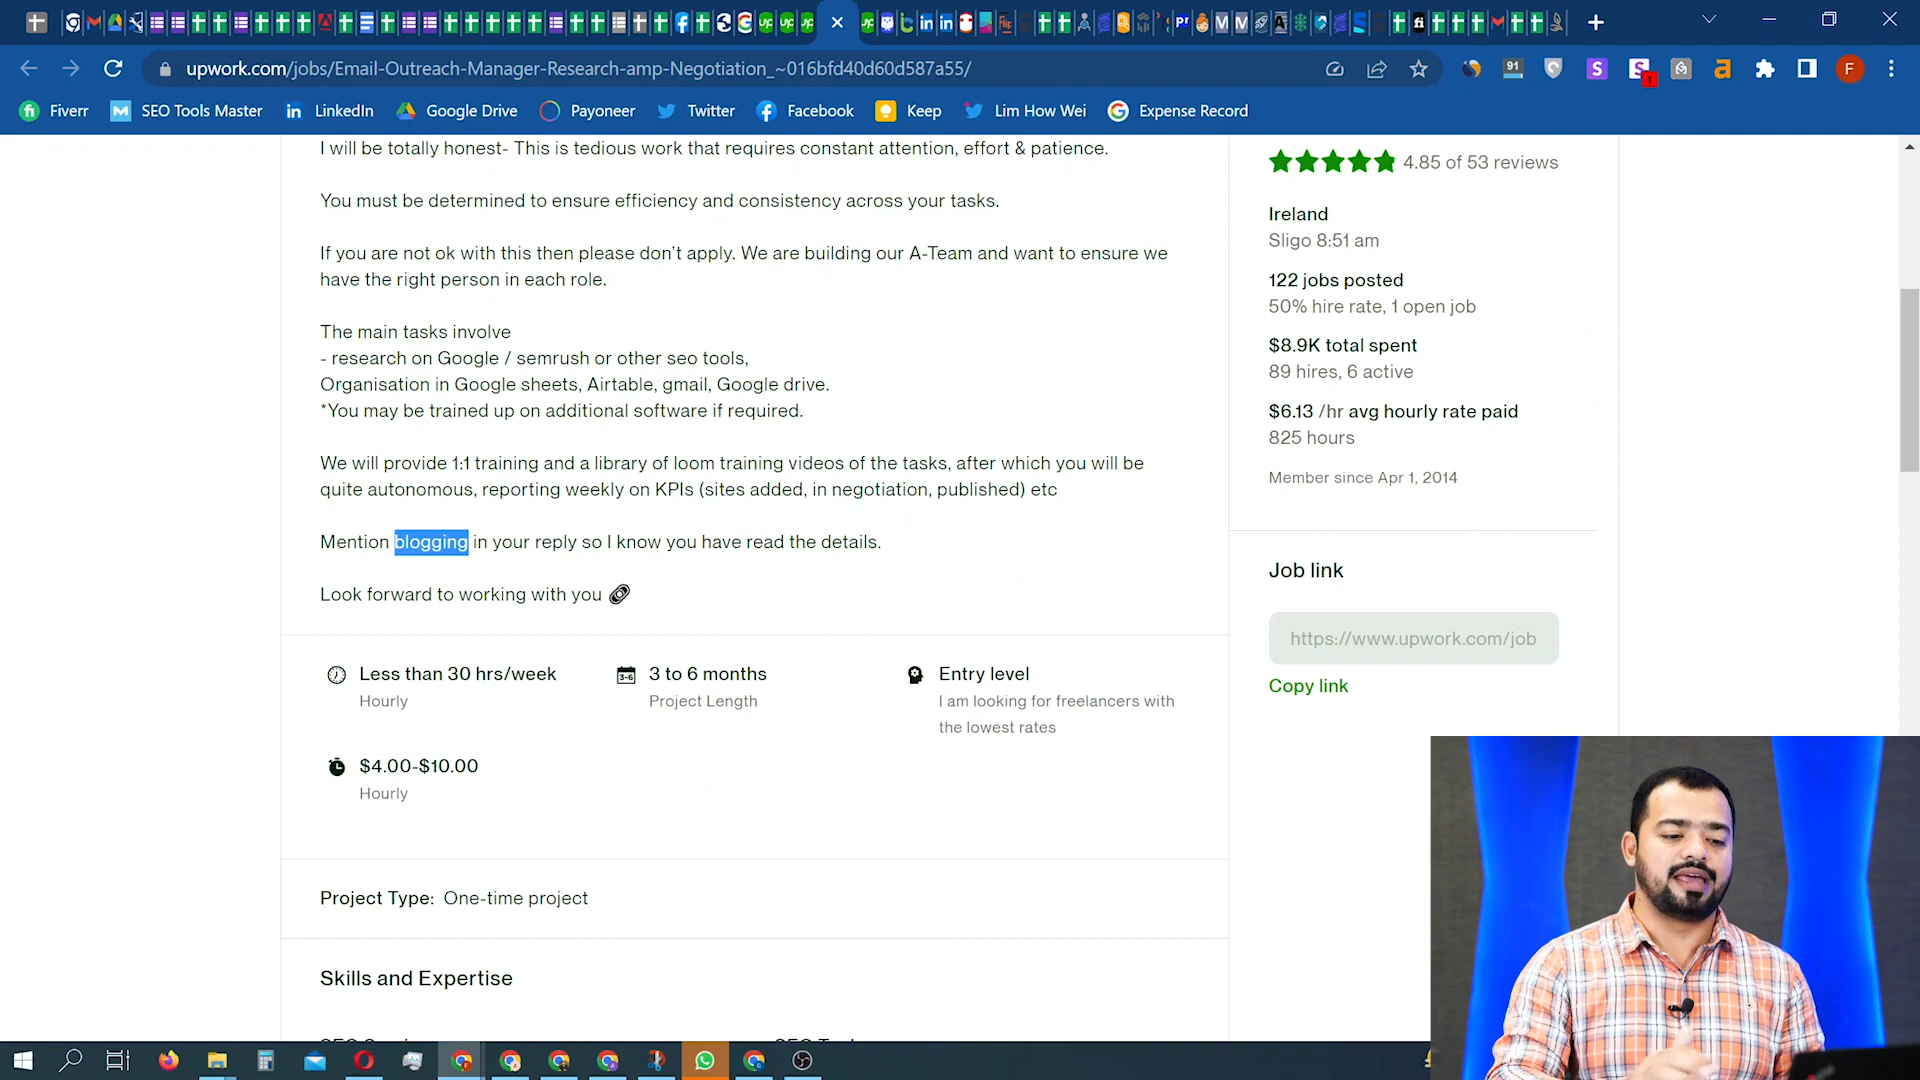 upwork.com/jobs/Email-Outreach-Manager-Research-amp-Negotiation_~016bfd40d60d587a55/
91
F
Fiverr
SEO Tools Master
LinkedIn
Google Drive
Payoneer
Twitter
Facebook
Keep
Lim How Wei
Expense Record
I will be totally honest- This is tedious work that requires constant attention, effort & patience.
You must be determined to ensure efficiency and consistency across your tasks.
If you are not ok with this then please don’t apply. We are building our A-Team and want to ensure we
have the right person in each role.
The main tasks involve
- research on Google / semrush or other seo tools,
Organisation in Google sheets, Airtable, gmail, Google drive.
*You may be trained up on additional software if required.
We will provide 1:1 training and a library of loom training videos of the tasks, after which you will be
quite autonomous, reporting weekly on KPIs (sites added, in negotiation, published) etc
Mention blogging in your reply so I know you have read the details.
Look forward to working with you
Less than 30 hrs/week
Hourly
3 to 6 months
Project Length
Entry level
I am looking for freelancers with
the lowest rates
$4.00-$10.00
Hourly
Project Type: One-time project
Skills and Expertise
4.85 of 53 reviews
Ireland
Sligo 8:51 am
122 jobs posted
50% hire rate, 1 open job
$8.9K total spent
89 hires, 6 active
$6.13 /hr avg hourly rate paid
825 hours
Member since Apr 1, 2014
Job link
https://www.upwork.com/job
Copy link